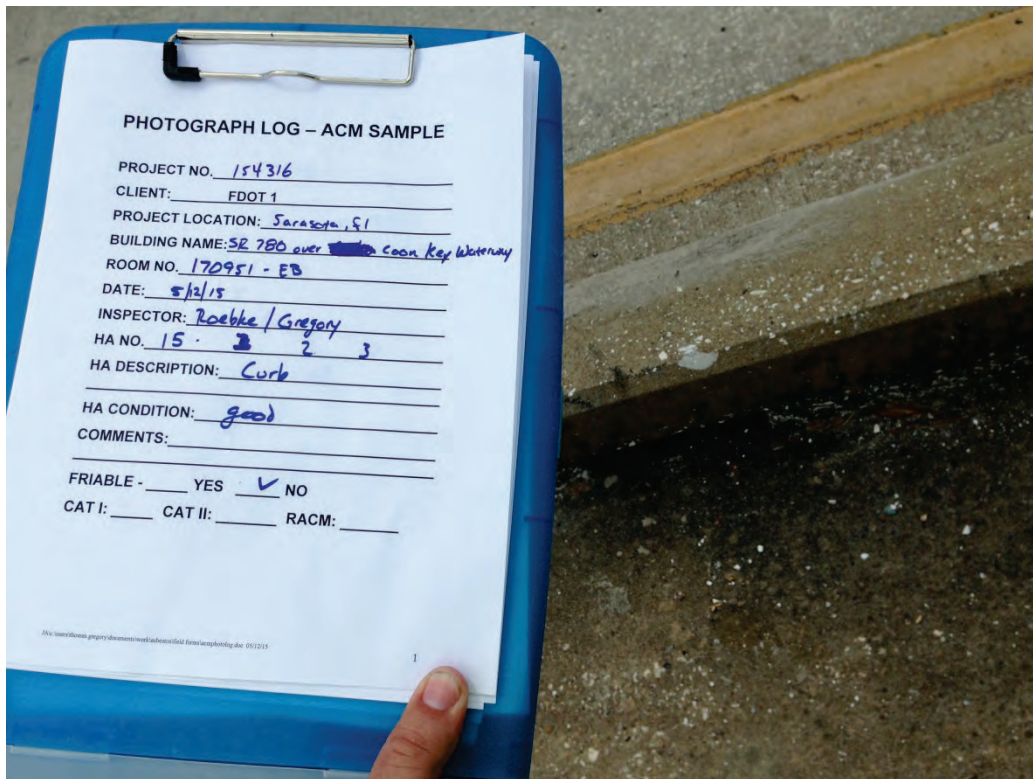 PHOTOGRAPH LOG – ACM SAMPLE
PROJECT NO. 154316
CLIENT: FDOT 1
PROJECT LOCATION: Sarasota, fl
BUILDING NAME: SR 780 over Coon Key Waterway
ROOM NO. 170951 - EB
DATE: 5/12/15
INSPECTOR: Roebke / Gregory
HA NO. 15 - 2 3
HA DESCRIPTION: Curb
HA CONDITION: good
COMMENTS:
FRIABLE - YES ✓ NO
CAT I: CAT II: RACM:
1